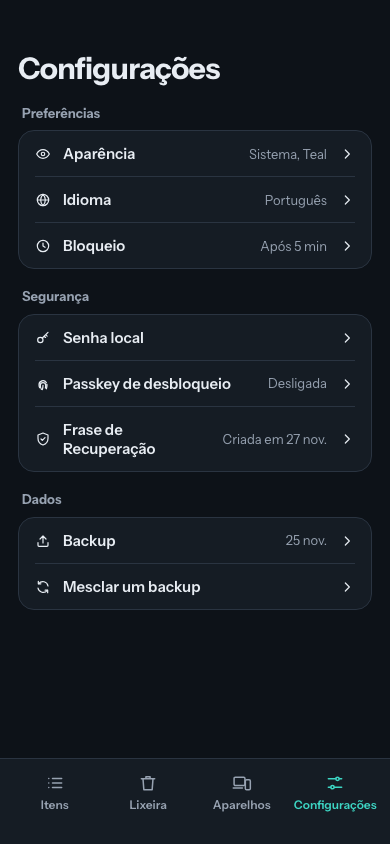 Configurações
Preferências
Aparência Sistema, Teal
Idioma Português
Bloqueio Após 5 min
Segurança
Senha local
Passkey de desbloqueio Desligada
Frase de
Recuperação Criada em 27 nov.
Dados
Backup 25 nov.
Mesclar um backup
Itens Lixeira Aparelhos Configurações